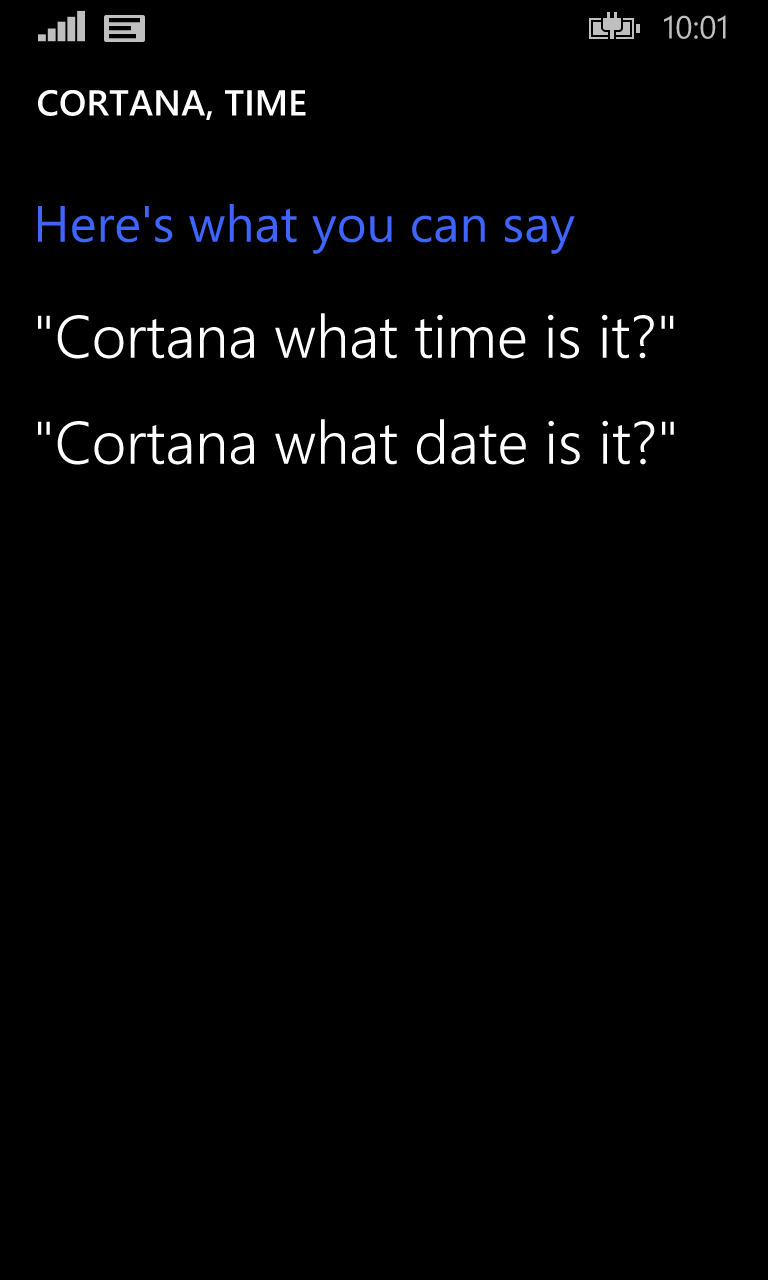 10:01
CORTANA, TIME
Here's what you can say
"Cortana what time is it?"
"Cortana what date is it?"